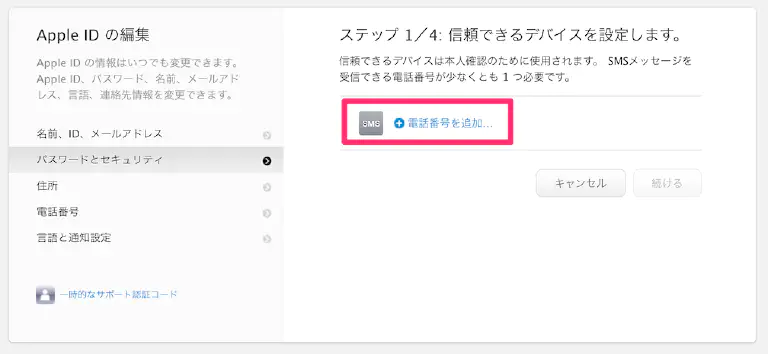 Apple ID の編集
Apple ID の情報はいつでも変更できます。
Apple ID、パスワード、名前、メールアド
レス、言語、連絡先情報を変更できます。
名前、ID、メールアドレス
パスワードとセキュリティ
住所
電話番号
言語と通知設定
一時的なサポート認証コード
ステップ 1／4: 信頼できるデバイスを設定します。
信頼できるデバイスは本人確認のために使用されます。 SMSメッセージを
受信できる電話番号が少なくとも 1 つ必要です。
SMS 電話番号を追加...
キャンセル 続ける